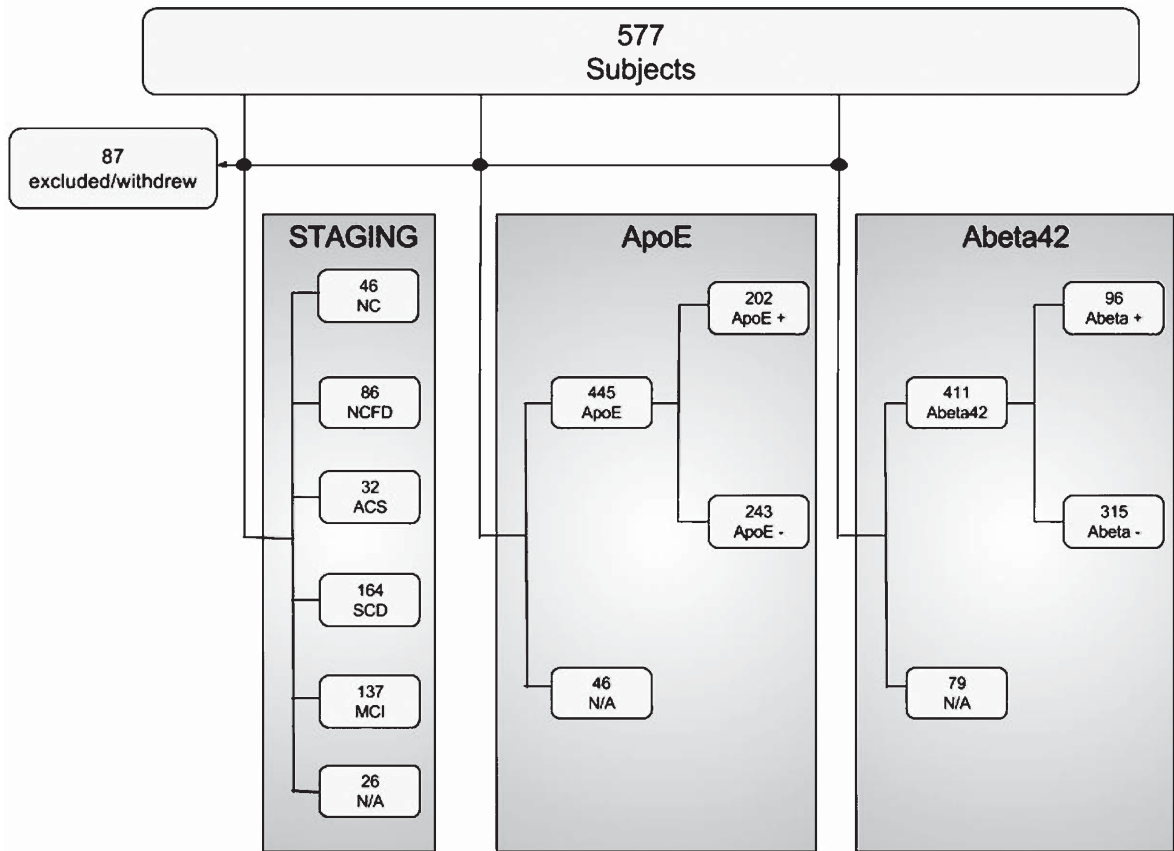 577
Subjects
87
excluded/withdrew
STAGING
46
NC
86
NCFD
32
ACS
164
SCD
137
MCI
26
N/A
ApoE
445
ApoE
202
ApoE +
243
ApoE -
46
N/A
Abeta42
411
Abeta42
96
Abeta +
315
Abeta -
79
N/A